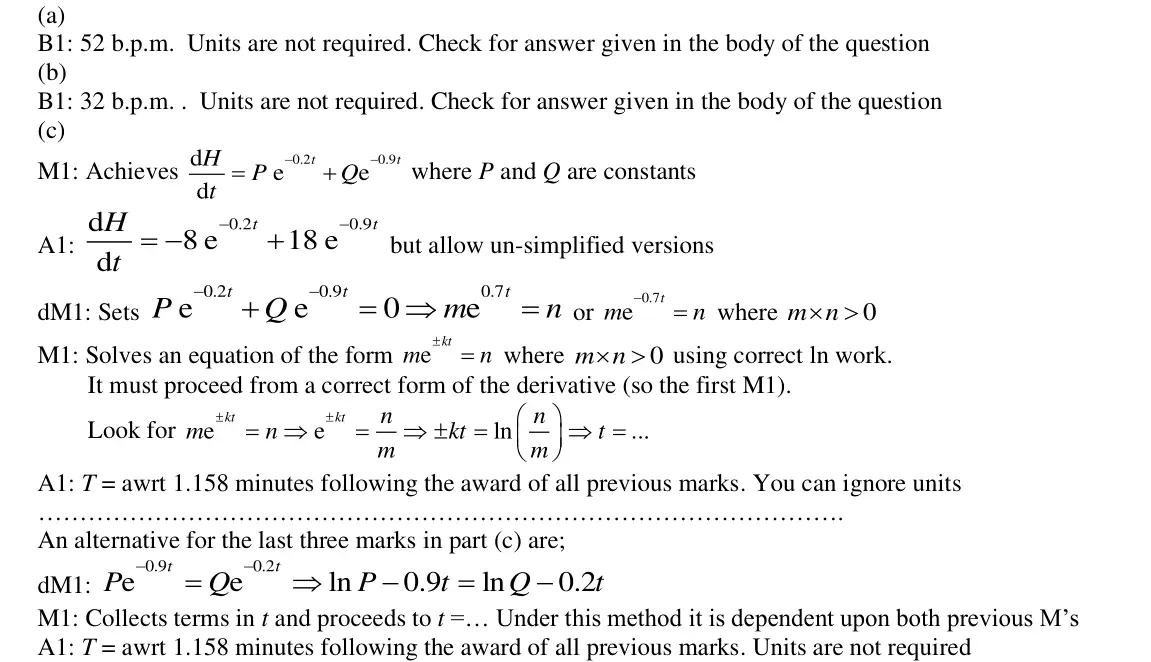 (a)
B1: 52 b.p.m.  Units are not required. Check for answer given in the body of the question
(b)
B1: 32 b.p.m. .  Units are not required. Check for answer given in the body of the question
(c)
M1: Achieves dH/dt = P e^(−0.2t) + Qe^(−0.9t) where P and Q are constants
A1: dH/dt = −8 e^(−0.2t) + 18 e^(−0.9t) but allow un-simplified versions
dM1: Sets P e^(−0.2t) + Q e^(−0.9t) = 0 ⇒ me^(0.7t) = n or me^(−0.7t) = n where m×n > 0
M1: Solves an equation of the form me^(±kt) = n where m×n > 0 using correct ln work.
It must proceed from a correct form of the derivative (so the first M1).
Look for me^(±kt) = n ⇒ e^(±kt) = n/m ⇒ ±kt = ln(n/m) ⇒ t = ...
A1: T = awrt 1.158 minutes following the award of all previous marks. You can ignore units
……………………………………………………………………………………….
An alternative for the last three marks in part (c) are;
dM1: Pe^(−0.9t) = Qe^(−0.2t) ⇒ ln P − 0.9t = ln Q − 0.2t
M1: Collects terms in t and proceeds to t =… Under this method it is dependent upon both previous M’s
A1: T = awrt 1.158 minutes following the award of all previous marks. Units are not required